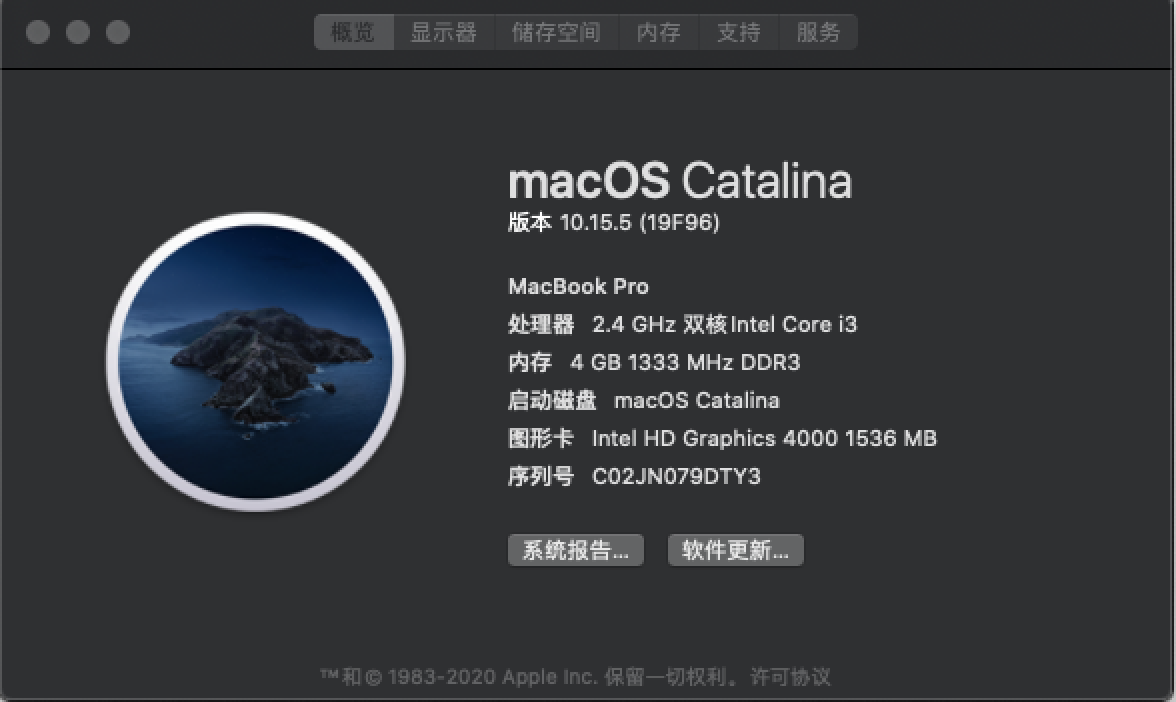 概览 显示器 储存空间 内存 支持 服务
macOS Catalina
版本 10.15.5 (19F96)
MacBook Pro
处理器 2.4 GHz 双核Intel Core i3
内存 4 GB 1333 MHz DDR3
启动磁盘 macOS Catalina
图形卡 Intel HD Graphics 4000 1536 MB
序列号 C02JN079DTY3
系统报告... 软件更新...
™和© 1983-2020 Apple Inc. 保留一切权利。许可协议